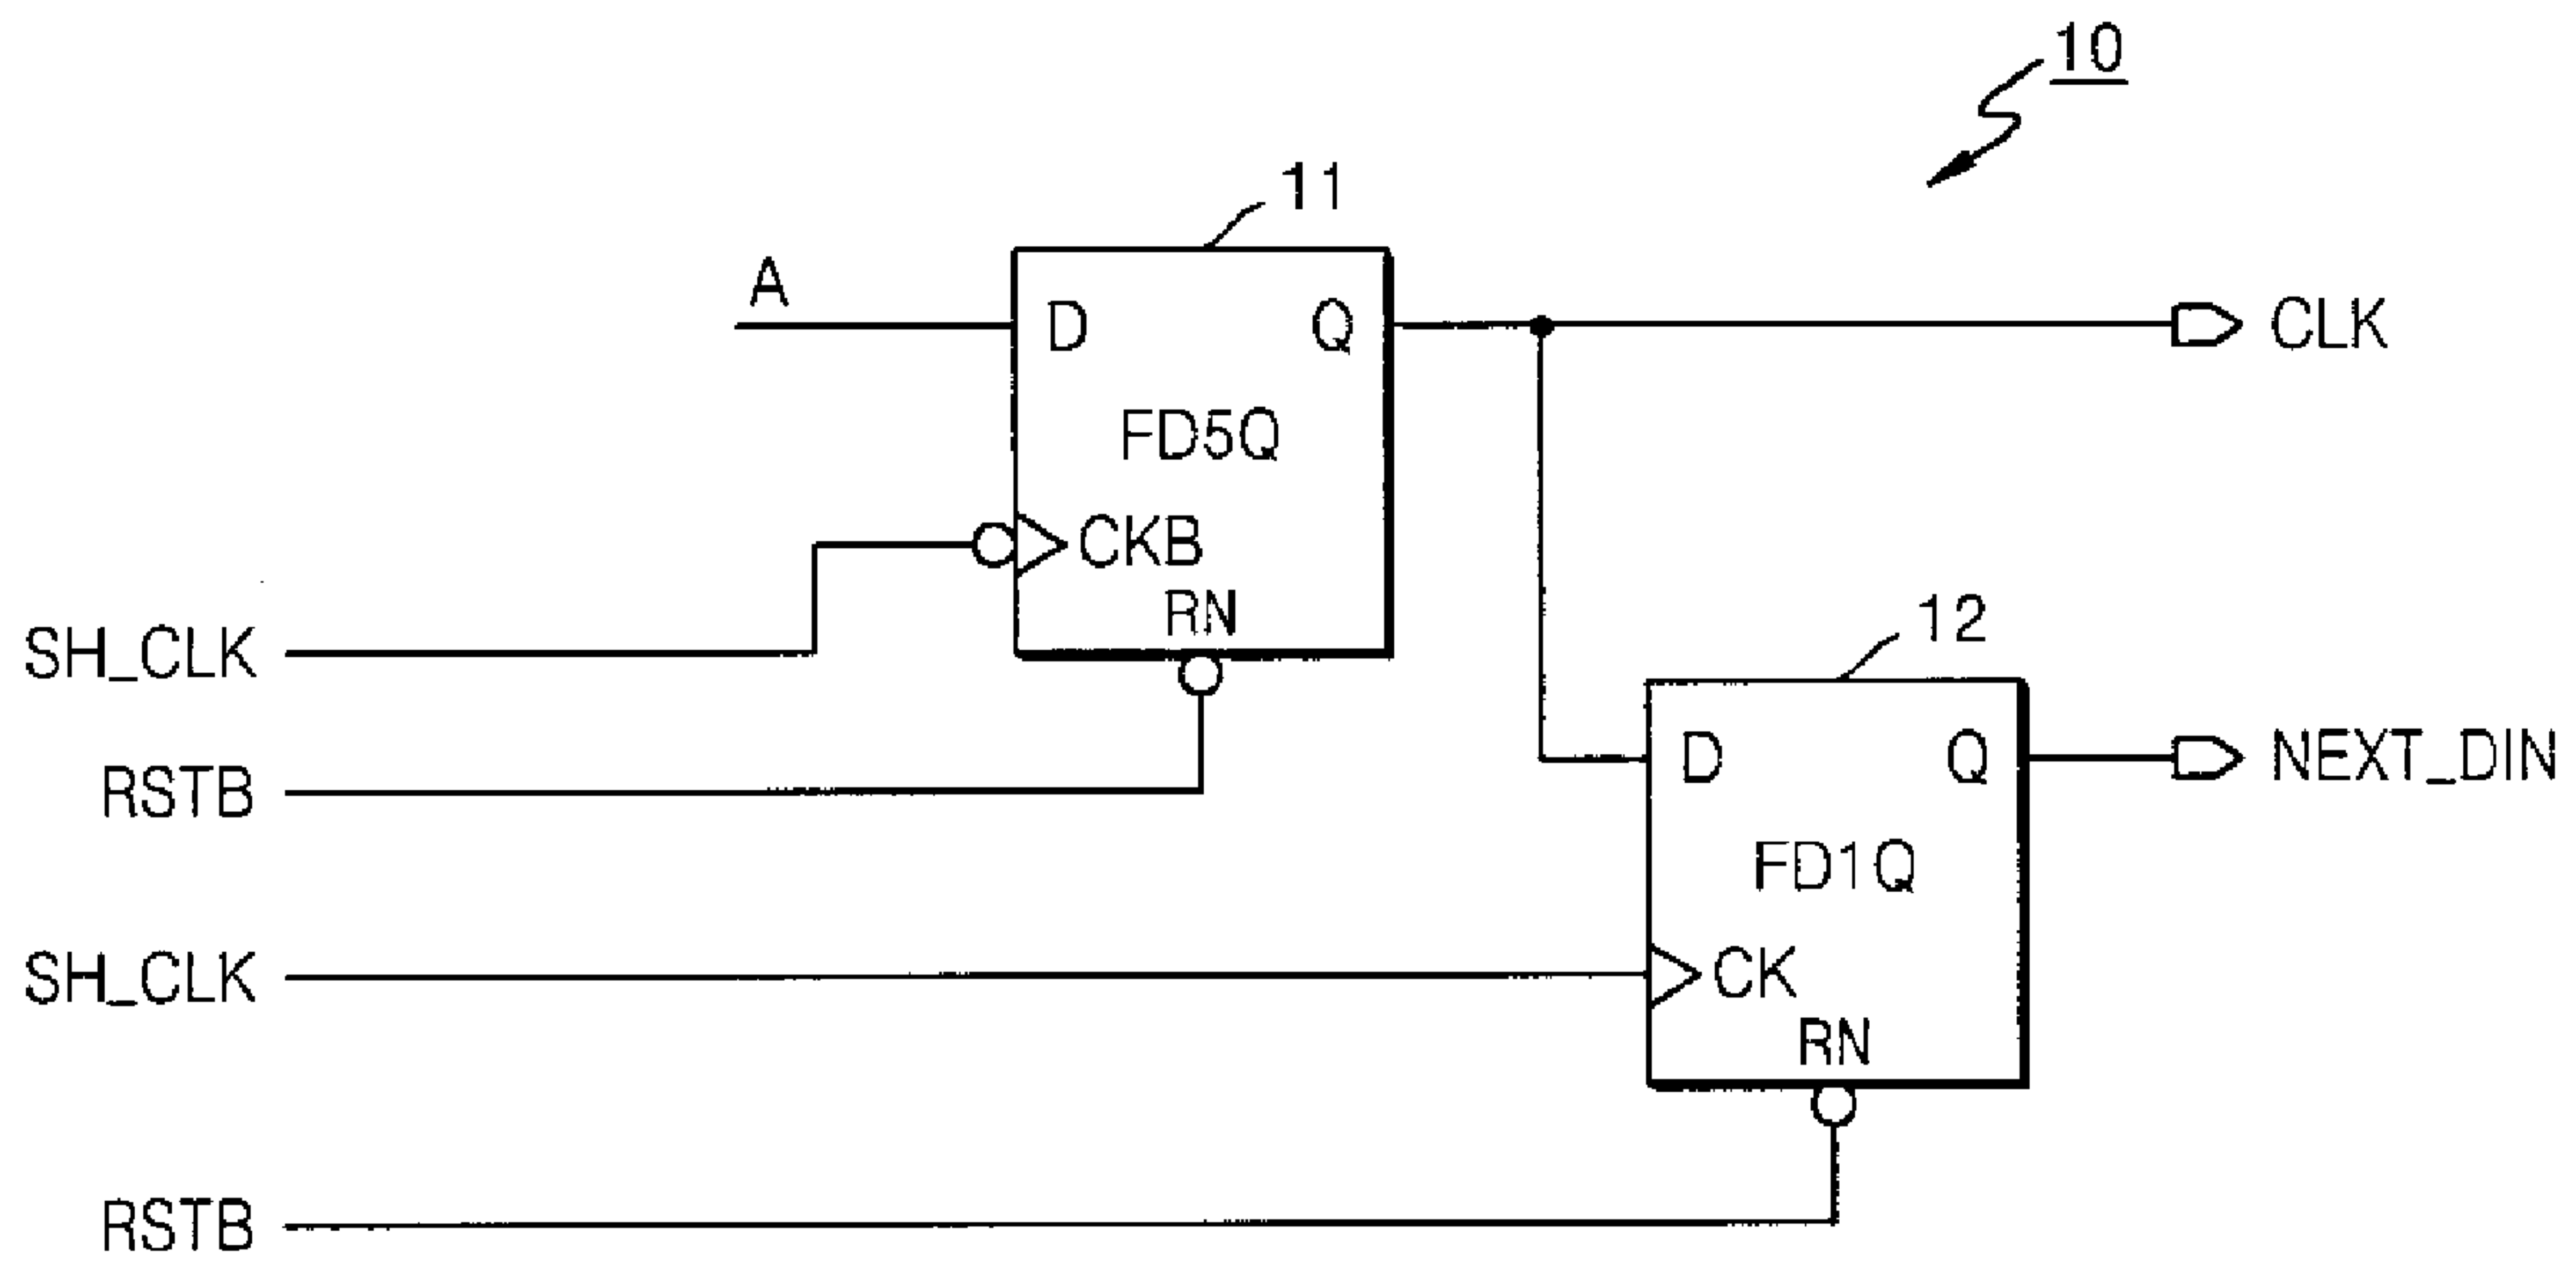 10
11
A
D
Q
CLK
FD5Q
CKB
RN
SH_CLK
12
RSTB
D
Q
NEXT_DIN
FD1Q
SH_CLK
CK
RN
RSTB